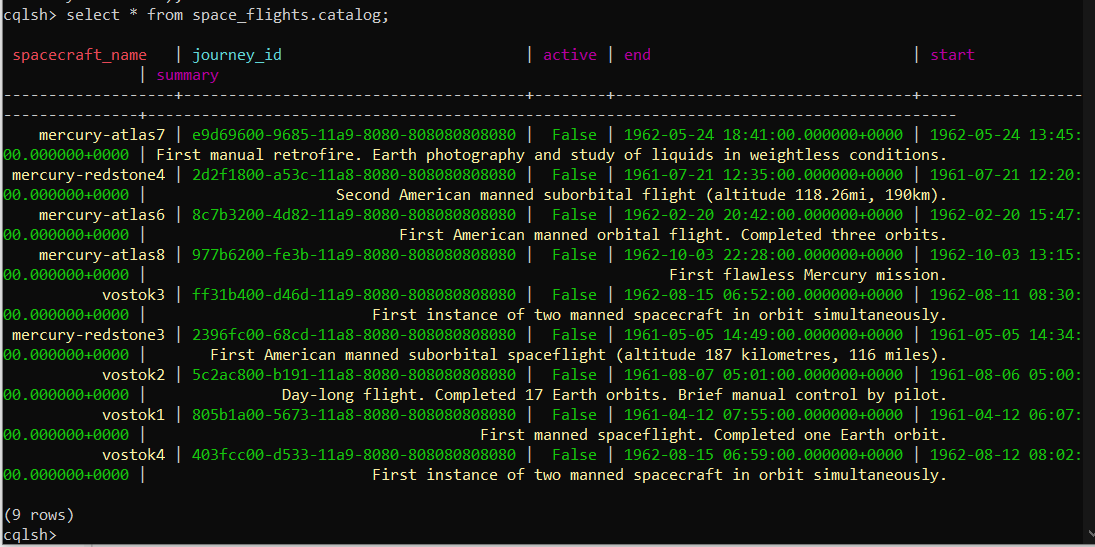 cqlsh> select * from space_flights.catalog;
spacecraft_name | journey_id | active | end | start
| summary
-------------------+--------------------------------------+--------+---------------------------------+-----------------
---------------+------------------------------------------------------------------------------------------
mercury-atlas7 | e9d69600-9685-11a9-8080-808080808080 | False | 1962-05-24 18:41:00.000000+0000 | 1962-05-24 13:45:
00.000000+0000 | First manual retrofire. Earth photography and study of liquids in weightless conditions.
mercury-redstone4 | 2d2f1800-a53c-11a8-8080-808080808080 | False | 1961-07-21 12:35:00.000000+0000 | 1961-07-21 12:20:
00.000000+0000 | Second American manned suborbital flight (altitude 118.26mi, 190km).
mercury-atlas6 | 8c7b3200-4d82-11a9-8080-808080808080 | False | 1962-02-20 20:42:00.000000+0000 | 1962-02-20 15:47:
00.000000+0000 | First American manned orbital flight. Completed three orbits.
mercury-atlas8 | 977b6200-fe3b-11a9-8080-808080808080 | False | 1962-10-03 22:28:00.000000+0000 | 1962-10-03 13:15:
00.000000+0000 | First flawless Mercury mission.
vostok3 | ff31b400-d46d-11a9-8080-808080808080 | False | 1962-08-15 06:52:00.000000+0000 | 1962-08-11 08:30:
00.000000+0000 | First instance of two manned spacecraft in orbit simultaneously.
mercury-redstone3 | 2396fc00-68cd-11a8-8080-808080808080 | False | 1961-05-05 14:49:00.000000+0000 | 1961-05-05 14:34:
00.000000+0000 | First American manned suborbital spaceflight (altitude 187 kilometres, 116 miles).
vostok2 | 5c2ac800-b191-11a8-8080-808080808080 | False | 1961-08-07 05:01:00.000000+0000 | 1961-08-06 05:00:
00.000000+0000 | Day-long flight. Completed 17 Earth orbits. Brief manual control by pilot.
vostok1 | 805b1a00-5673-11a8-8080-808080808080 | False | 1961-04-12 07:55:00.000000+0000 | 1961-04-12 06:07:
00.000000+0000 | First manned spaceflight. Completed one Earth orbit.
vostok4 | 403fcc00-d533-11a9-8080-808080808080 | False | 1962-08-15 06:59:00.000000+0000 | 1962-08-12 08:02:
00.000000+0000 | First instance of two manned spacecraft in orbit simultaneously.
(9 rows)
cqlsh>